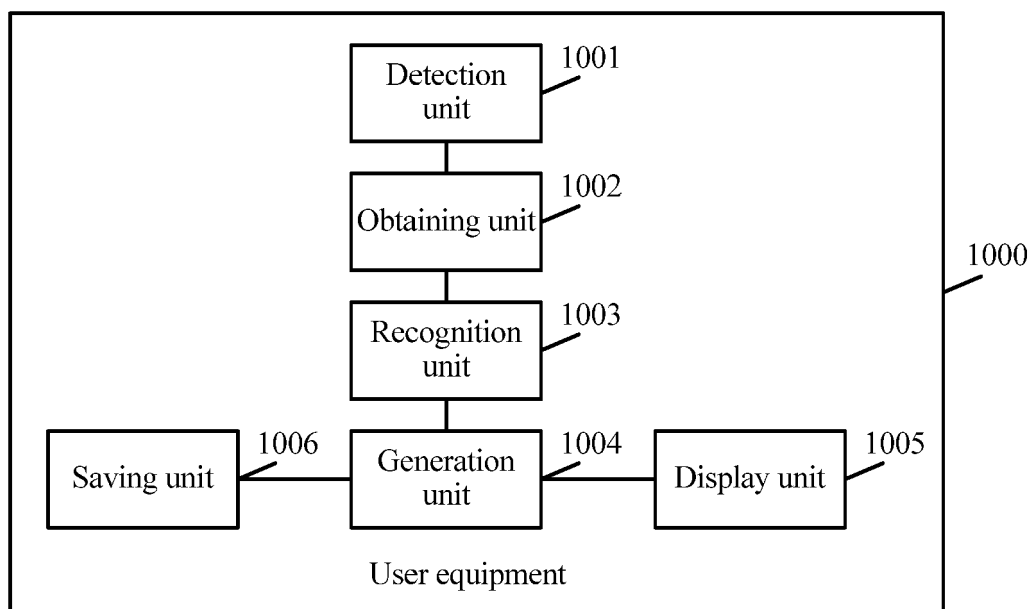 1001
Detection
unit
1002
Obtaining unit
1000
1003
Recognition
unit
1006
1004
1005
Saving unit
Generation
unit
Display unit
User equipment